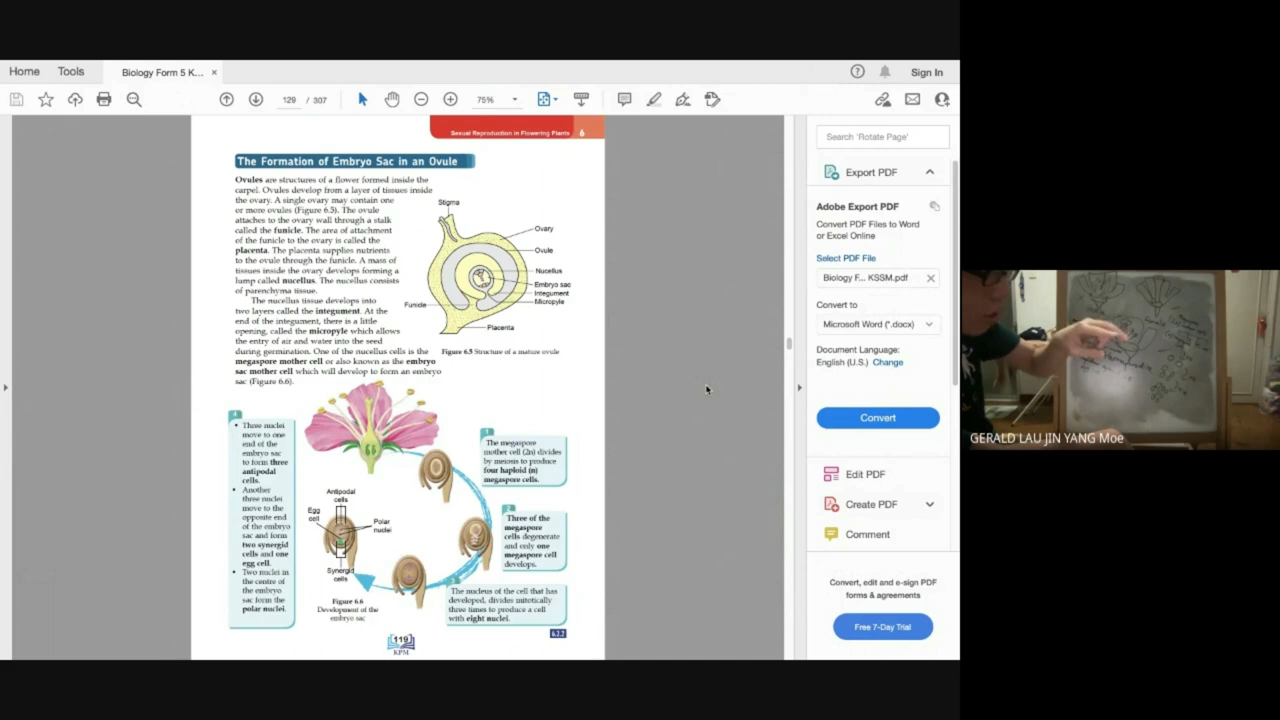 Home
Tools
Biology Form 5 K... ×
Sign In
129 / 307
75%
Search 'Rotate Page'
Export PDF
Adobe Export PDF
Convert PDF Files to Word
or Excel Online
Select PDF File
Biology F... KSSM.pdf
Convert to
Microsoft Word (*.docx)
Document Language:
English (U.S.) Change
Convert
Edit PDF
Create PDF
Comment
Convert, edit and e-sign PDF
forms & agreements
Free 7-Day Trial
Sexual Reproduction in Flowering Plants 6
The Formation of Embryo Sac in an Ovule
Ovules are structures of a flower formed inside the
carpel. Ovules develop from a layer of tissues inside
the ovary. A single ovary may contain one
or more ovules (Figure 6.5). The ovule
attaches to the ovary wall through a stalk
called the funicle. The area of attachment
of the funicle to the ovary is called the
placenta. The placenta supplies nutrients
to the ovule through the funicle. A mass of
tissues inside the ovary develops forming a
lump called nucellus. The nucellus consists
of parenchyma tissue.
The nucellus tissue develops into
two layers called the integument. At the
end of the integument, there is a little
opening, called the micropyle which allows
the entry of air and water into the seed
during germination. One of the nucellus cells is the
megaspore mother cell or also known as the embryo
sac mother cell which will develop to form an embryo
sac (Figure 6.6).
Stigma
Ovary
Ovule
Nucellus
Embryo sac
Integument
Micropyle
Funicle
Placenta
Figure 6.5 Structure of a mature ovule
1
The megaspore
mother cell (2n) divides
by meiosis to produce
four haploid (n)
megaspore cells.
2
Three of the
megaspore
cells degenerate
and only one
megaspore cell
develops.
3
The nucleus of the cell that has
developed, divides mitotically
three times to produce a cell
with eight nuclei.
4
• Three nuclei
move to one
end of the
embryo sac
to form three
antipodal
cells.
• Another
three nuclei
move to the
opposite end
of the embryo
sac and form
two synergid
cells and one
egg cell.
• Two nuclei in
the centre of
the embryo
sac form the
polar nuclei.
Antipodal
cells
Egg
cell
Polar
nuclei
Synergid
cells
Figure 6.6
Development of the
embryo sac
119
KPM
6.2.2
GERALD LAU JIN YANG Moe